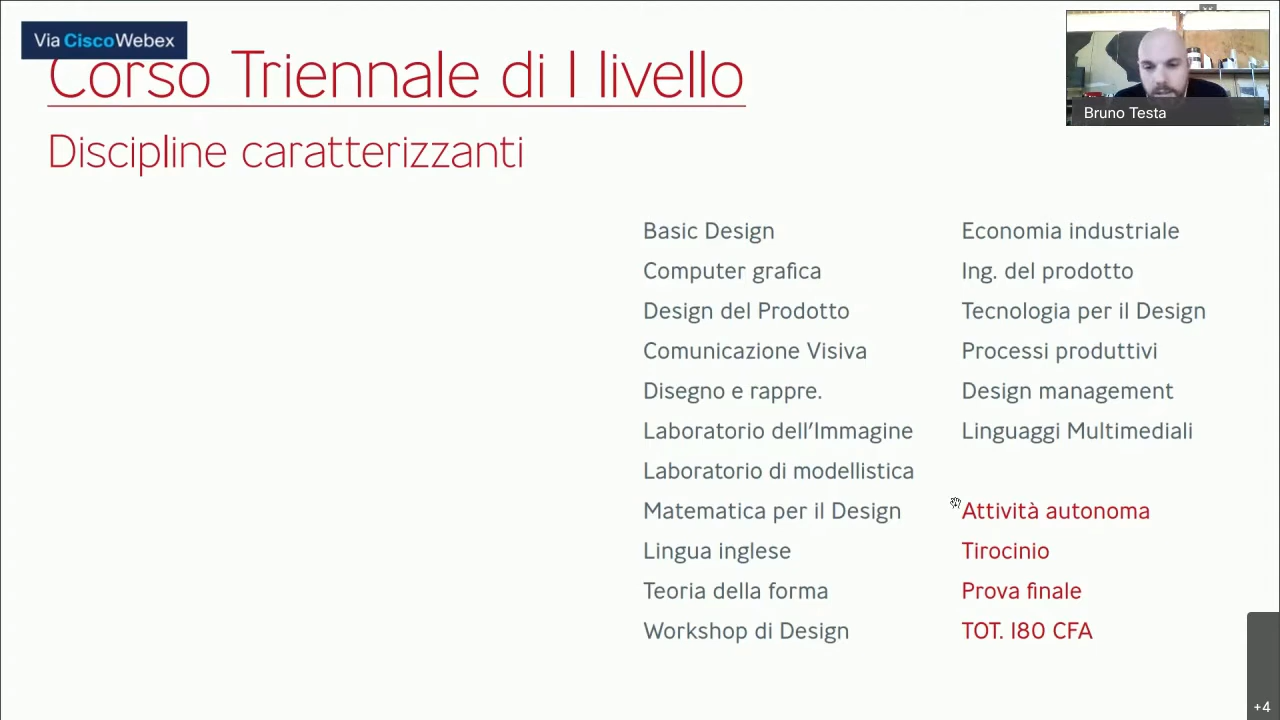 Via CiscoWebex
Corso Triennale di I livello
Discipline caratterizzanti
Bruno Testa
Basic Design
Computer grafica
Design del Prodotto
Comunicazione Visiva
Disegno e rappre.
Laboratorio dell'Immagine
Laboratorio di modellistica
Matematica per il Design
Lingua inglese
Teoria della forma
Workshop di Design
Economia industriale
Ing. del prodotto
Tecnologia per il Design
Processi produttivi
Design management
Linguaggi Multimediali
Attività autonoma
Tirocinio
Prova finale
TOT. 180 CFA
+4